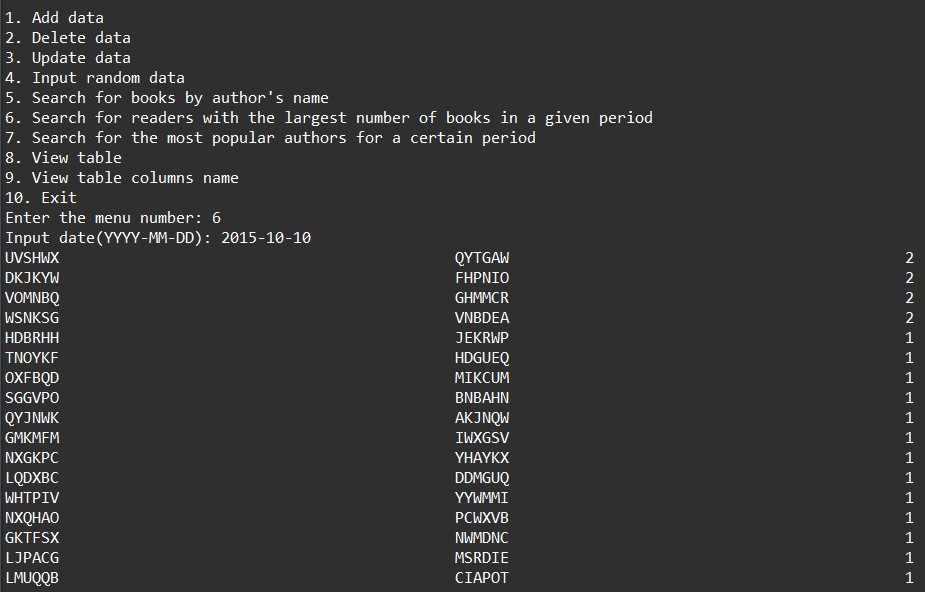 1. Add data
2. Delete data
3. Update data
4. Input random data
5. Search for books by author's name
6. Search for readers with the largest number of books in a given period
7. Search for the most popular authors for a certain period
8. View table
9. View table columns name
10. Exit
Enter the menu number: 6
Input date(YYYY-MM-DD): 2015-10-10
UVSHWX QYTGAW 2
DKJKYW FHPNIO 2
VOMNBQ GHMMCR 2
WSNKSG VNBDEA 2
HDBRHH JEKRWP 1
TNOYKF HDGUEQ 1
OXFBQD MIKCUM 1
SGGVPO BNBAHN 1
QYJNWK AKJNQW 1
GMKMFM IWXGSV 1
NXGKPC YHAYKX 1
LQDXBC DDMGUQ 1
WHTPIV YYWMMI 1
NXQHAO PCWXVB 1
GKTFSX NWMDNC 1
LJPACG MSRDIE 1
LMUQQB CIAPOT 1